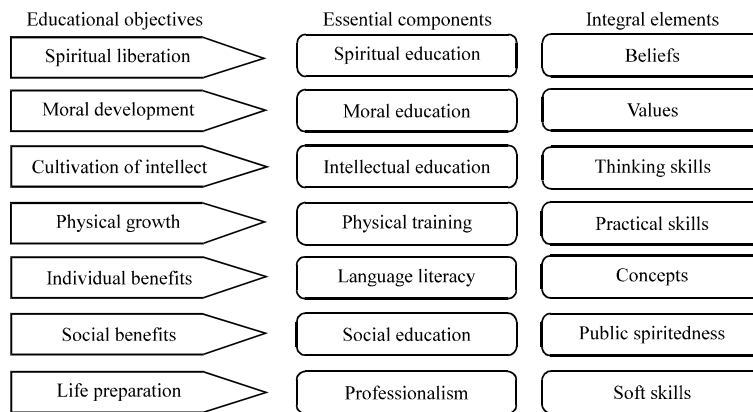 Educational objectives Essential components Integral elements
Spiritual liberation Spiritual education Beliefs
Moral development Moral education Values
Cultivation of intellect Intellectual education Thinking skills
Physical growth Physical training Practical skills
Individual benefits Language literacy Concepts
Social benefits Social education Public spiritedness
Life preparation Professionalism Soft skills